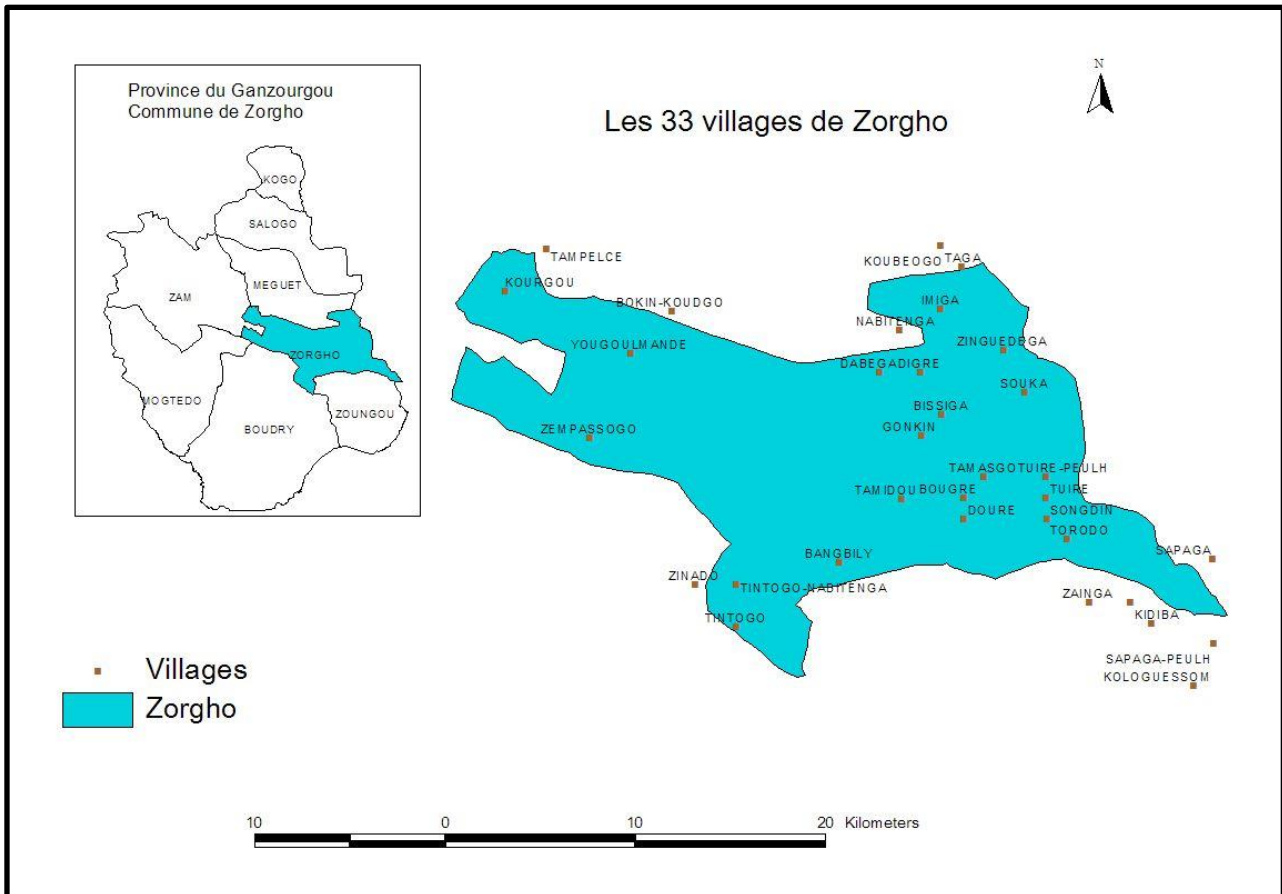 Province du Ganzourgou
Commune de Zorgho
KOGO
SALOGO
MEGUET
ZAM
ZORGHO
MOGTEDO
BOUDRY
ZOUNGOU
Les 33 villages de Zorgho
N
TAMPELCE
KOURGOU
BOKIN-KOUDGO
YOUGOULMANDE
ZEMPASSOGO
KOUBEOGO
TAGA
IMIGA
NABITENGA
ZINGUEDEGA
DABEGADIGRE
SOUKA
BISSIGA
GONKIN
TAMASGOTUIRE-PEULH
TAMIDOU
BOUGRE
TUIRE
DOURE
SONGDIN
TORODO
BANGBILY
SAPAGA
ZINADO
TINTOGO-NABITENGA
ZAINGA
KIDIBA
TINTOGO
SAPAGA-PEULH
KOLOGUESSOM
Villages
Zorgho
10 0 10 20 Kilometers